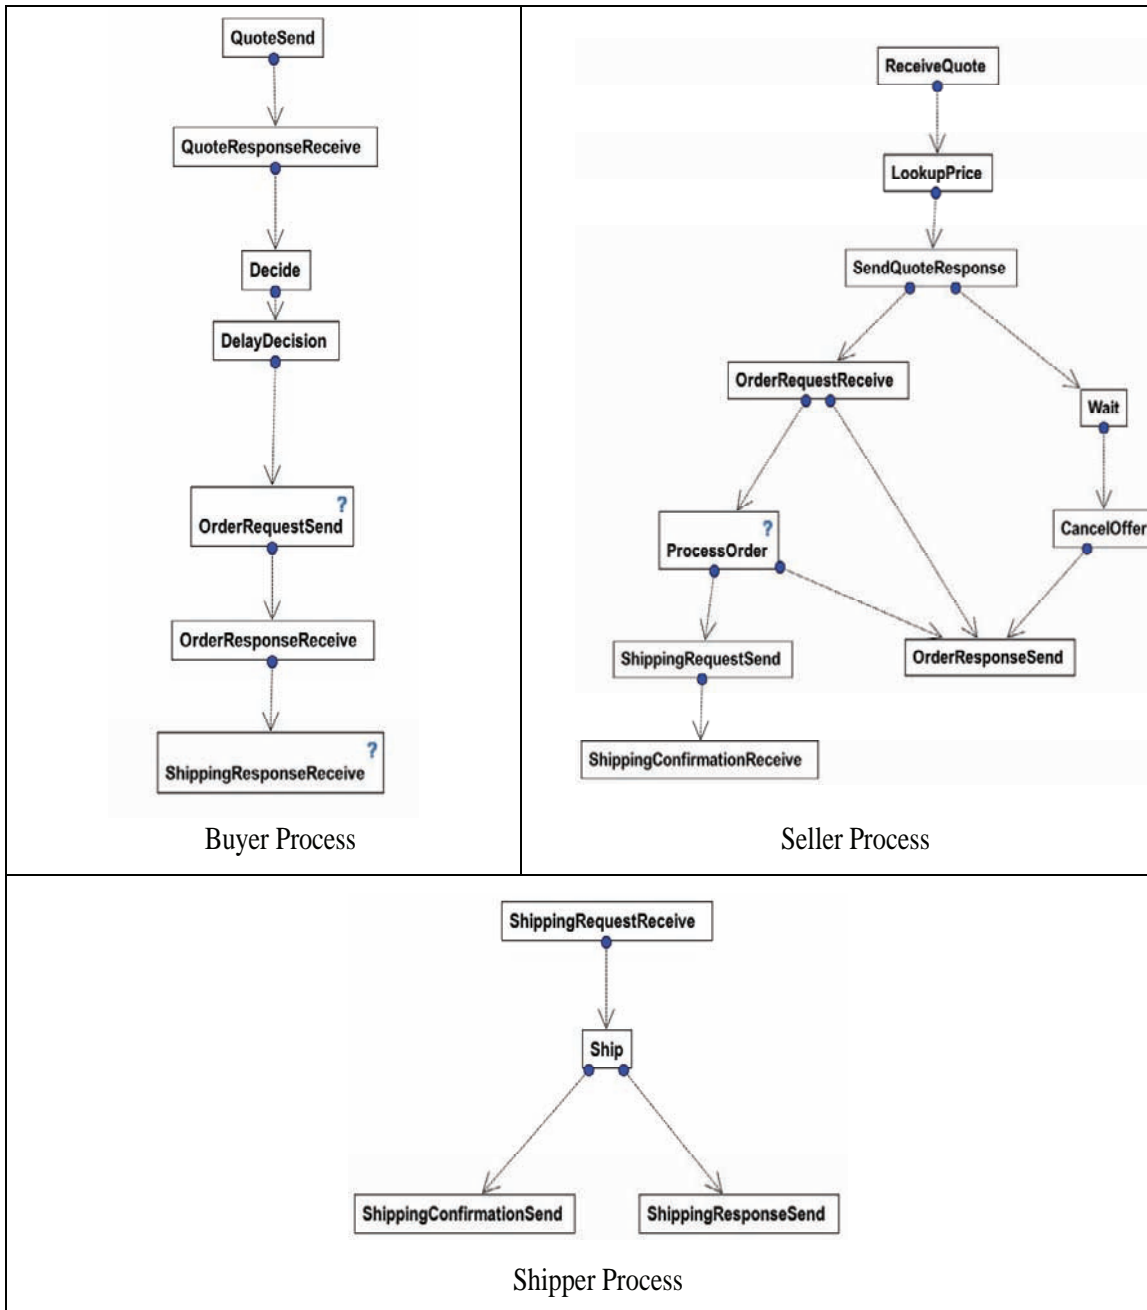 QuoteSend
QuoteResponseReceive
Decide
DelayDecision
?
OrderRequestSend
OrderResponseReceive
?
ShippingResponseReceive
Buyer Process
ReceiveQuote
LookupPrice
SendQuoteResponse
OrderRequestReceive
Wait
?
ProcessOrder
CancelOffer
ShippingRequestSend
OrderResponseSend
ShippingConfirmationReceive
Seller Process
ShippingRequestReceive
Ship
ShippingConfirmationSend
ShippingResponseSend
Shipper Process